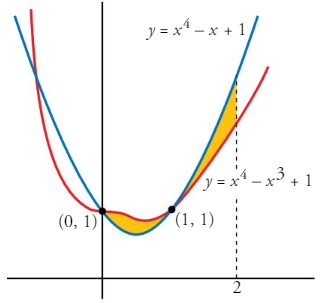 y = x⁴ − x + 1
y = x⁴ − x³ + 1
(0, 1)
(1, 1)
2